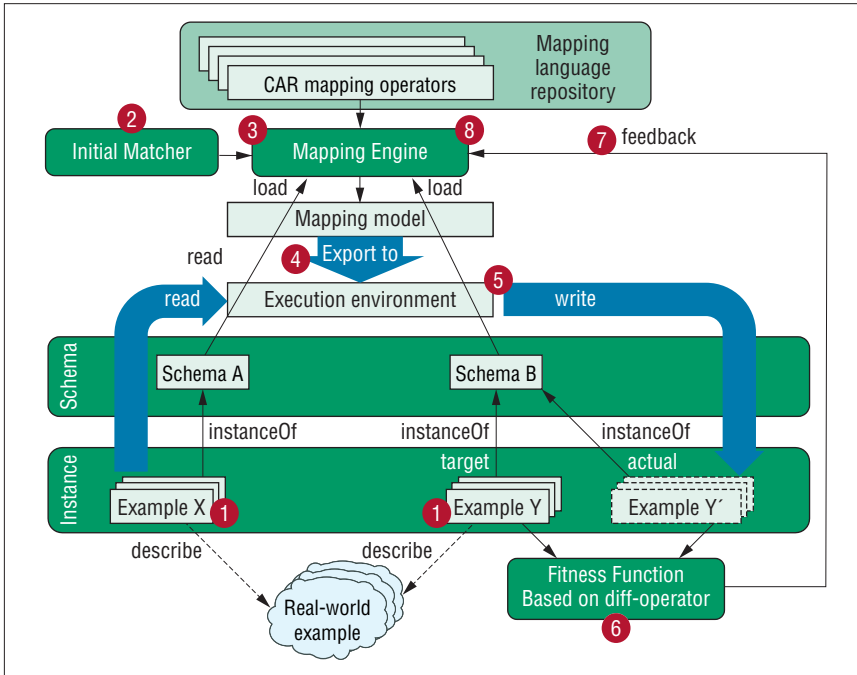 Mapping
language
repository
CAR mapping operators
2
3
8
7 feedback
Initial Matcher
Mapping Engine
load
load
Mapping model
read
4
Export to
5
read
Execution environment
write
Schema
Schema A
Schema B
instanceOf
instanceOf
instanceOf
Instance
target
actual
Example X
1
1
Example Y
Example Y´
describe
describe
Real-world
example
Fitness Function
Based on diff-operator
6